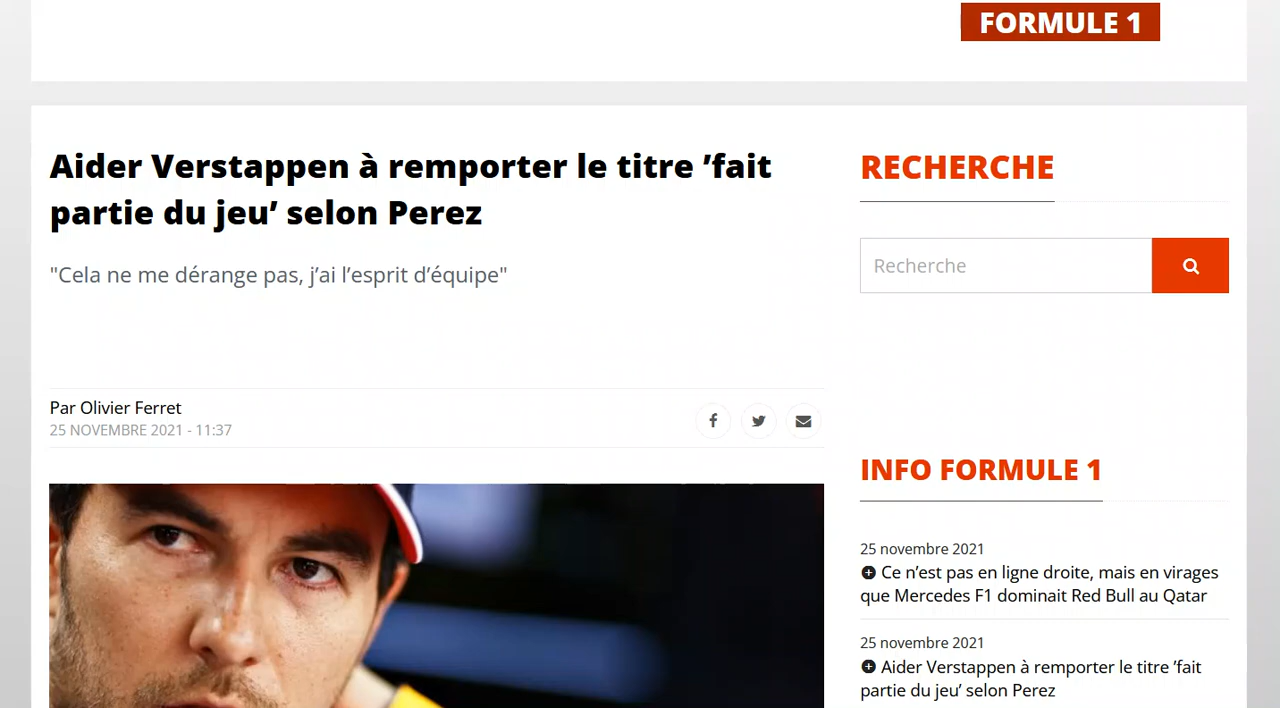 FORMULE 1
Aider Verstappen à remporter le titre ’fait
partie du jeu’ selon Perez
"Cela ne me dérange pas, j’ai l’esprit d’équipe"
Par Olivier Ferret
25 NOVEMBRE 2021 - 11:37
RECHERCHE
Recherche
INFO FORMULE 1
25 novembre 2021
Ce n’est pas en ligne droite, mais en virages
que Mercedes F1 dominait Red Bull au Qatar
25 novembre 2021
Aider Verstappen à remporter le titre ’fait
partie du jeu’ selon Perez